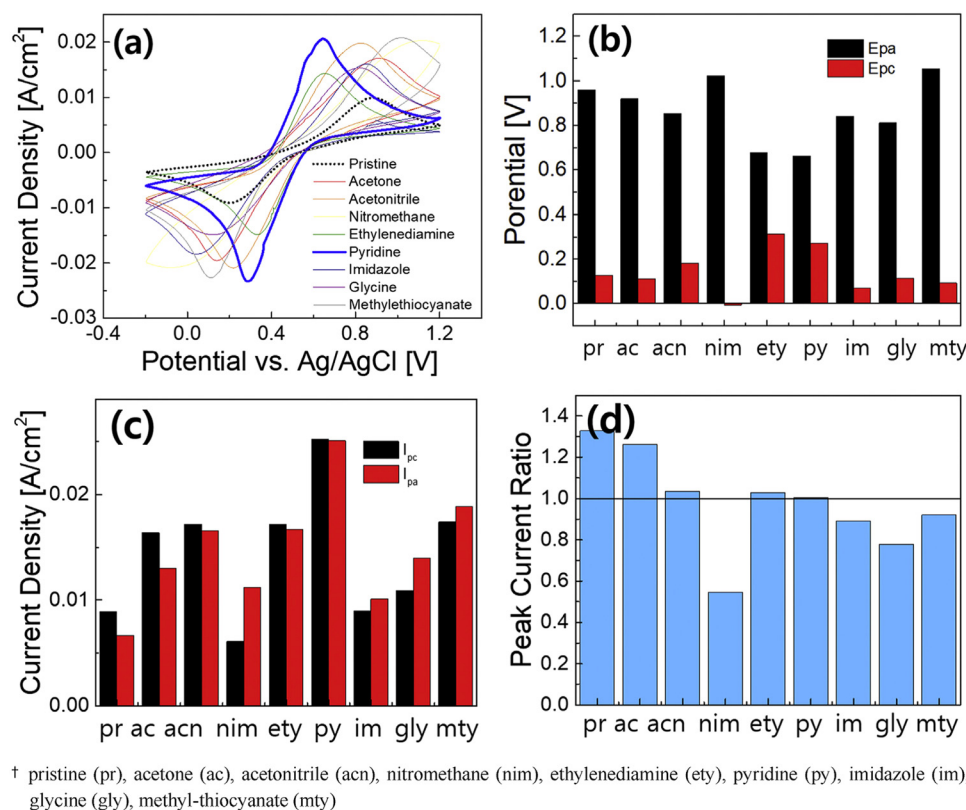 (a)
Current Density [A/cm²]
0.02
0.01
0.00
-0.01
-0.02
-0.03
Pristine
Acetone
Acetonitrile
Nitromethane
Ethylenediamine
Pyridine
Imidazole
Glycine
Methylethiocyanate
-0.4 0.0 0.4 0.8 1.2
Potential vs. Ag/AgCl [V]
(b)
Porential [V]
1.2
1.0
0.8
0.6
0.4
0.2
0.0
Epa
Epc
pr ac acn nim ety py im gly mty
(c)
Current Density [A/cm²]
0.02
0.01
0.00
Ipc
Ipa
pr ac acn nim ety py im gly mty
(d)
Peak Current Ratio
1.4
1.2
1.0
0.8
0.6
0.4
0.2
0.0
pr ac acn nim ety py im gly mty
† pristine (pr), acetone (ac), acetonitrile (acn), nitromethane (nim), ethylenediamine (ety), pyridine (py), imidazole (im)
glycine (gly), methyl-thiocyanate (mty)